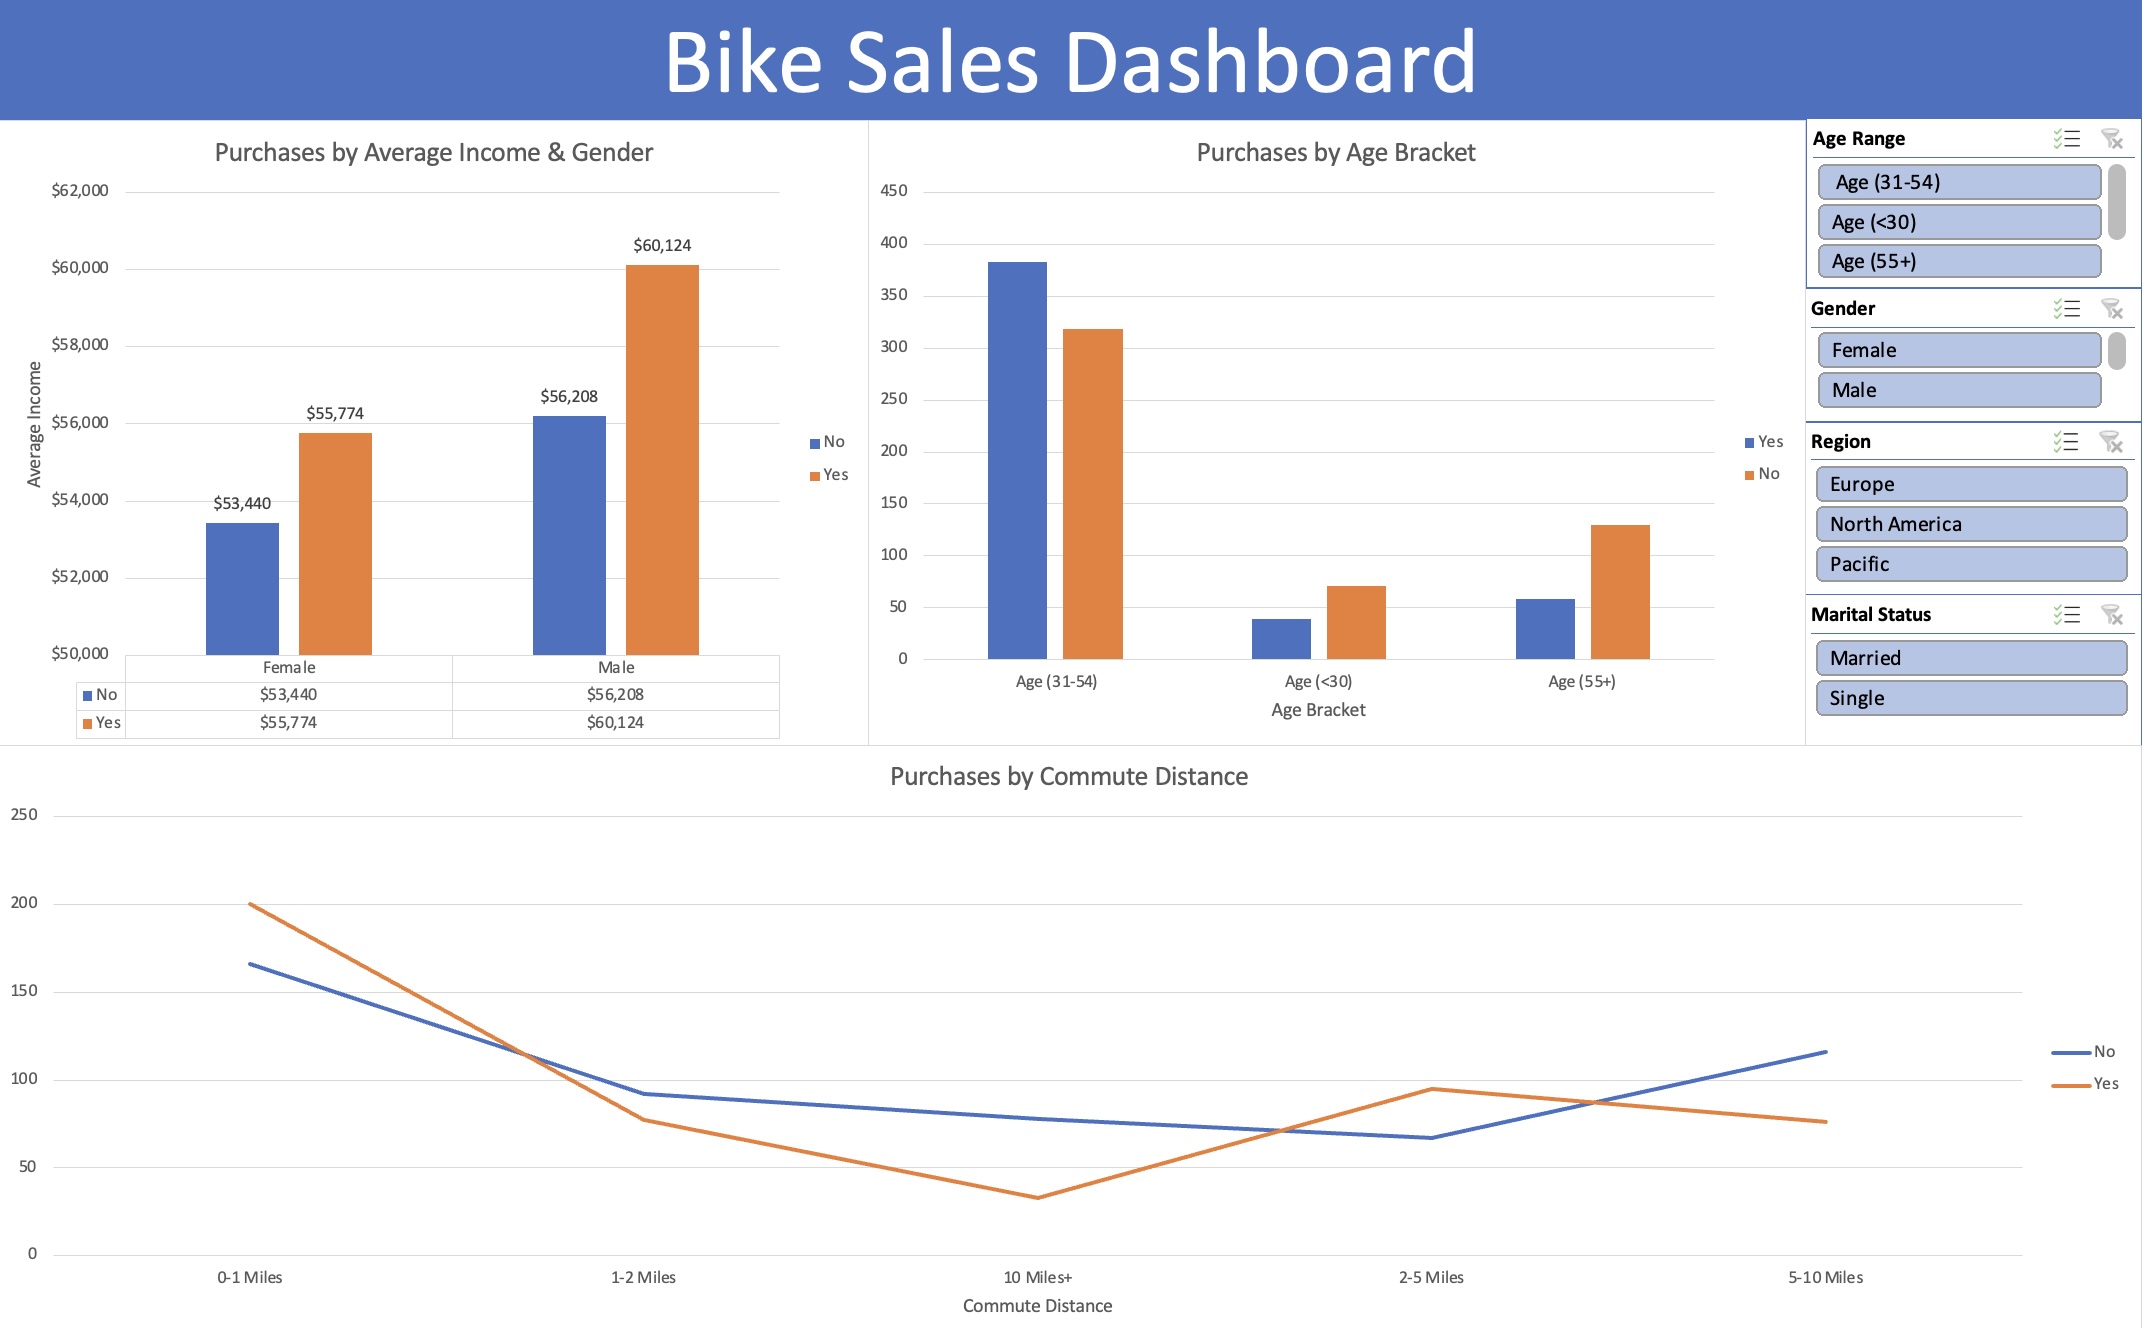 Bike Sales Dashboard
Purchases by Average Income & Gender
$62,000
$60,000
$58,000
$56,000
$54,000
$52,000
$50,000
Average Income
$53,440
$55,774
$56,208
$60,124
No
Yes
Female Male
No $53,440 $56,208
Yes $55,774 $60,124
Purchases by Age Bracket
450
400
350
300
250
200
150
100
50
0
Age (31-54) Age (<30) Age (55+)
Age Bracket
Yes
No
Age Range
Age (31-54)
Age (<30)
Age (55+)
Gender
Female
Male
Region
Europe
North America
Pacific
Marital Status
Married
Single
Purchases by Commute Distance
250
200
150
100
50
0
0-1 Miles 1-2 Miles 10 Miles+ 2-5 Miles 5-10 Miles
Commute Distance
No
Yes